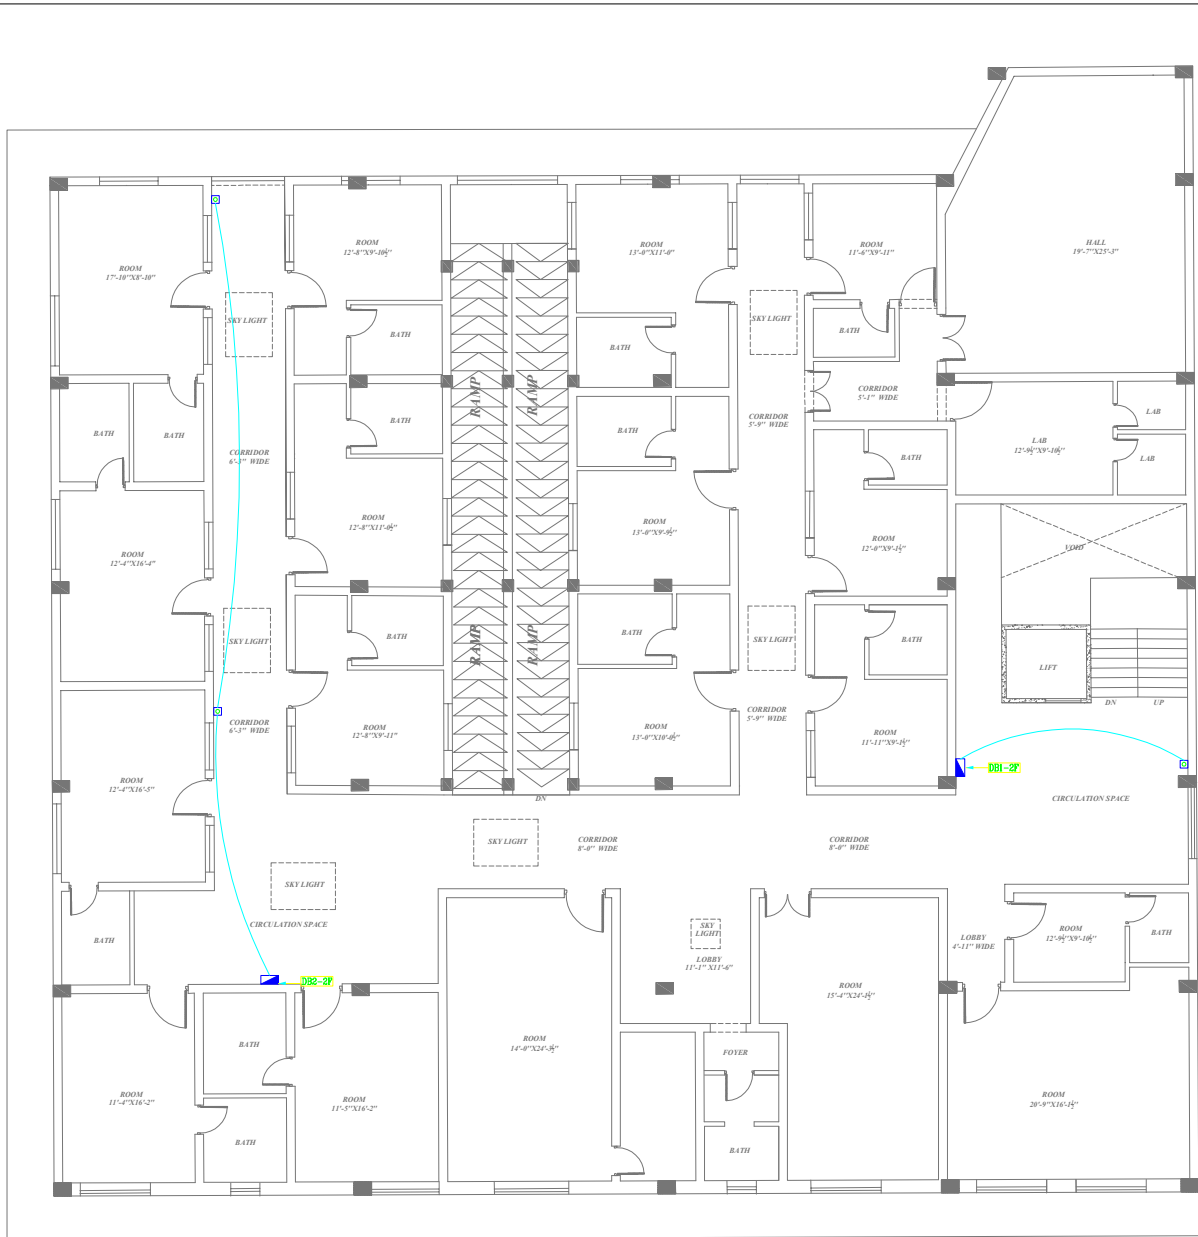 HALL
19'-7"X25'-3"
ROOM
12'-8"X9'-10½"
ROOM
13'-0"X11'-0"
ROOM
11'-6"X9'-11"
ROOM
17'-10"X8'-10"
SKY LIGHT
SKY LIGHT
BATH
BATH
BATH
RAMP
RAMP
CORRIDOR
5'-1" WIDE
CORRIDOR
5'-9" WIDE
LAB
BATH
BATH
BATH
BATH
LAB
12'-9½"X9'-10½"
CORRIDOR
6'-3" WIDE
BATH
LAB
ROOM
12'-8"X11'-0½"
ROOM
13'-0"X9'-9½"
ROOM
12'-0"X9'-1½"
VOID
ROOM
12'-4"X16'-4"
SKY LIGHT
BATH
RAMP
RAMP
BATH
SKY LIGHT
BATH
LIFT
DN
UP
CORRIDOR
6'-3" WIDE
ROOM
12'-8"X9'-11"
ROOM
13'-0"X10'-0½"
CORRIDOR
5'-9" WIDE
ROOM
11'-11"X9'-1½"
DB1-2F
ROOM
12'-4"X16'-5"
DN
CIRCULATION SPACE
SKY LIGHT
CORRIDOR
8'-0" WIDE
CORRIDOR
8'-0" WIDE
SKY LIGHT
CIRCULATION SPACE
SKY
LIGHT
BATH
LOBBY
11'-1" X11'-6"
LOBBY
4'-11" WIDE
ROOM
12'-9½"X9'-10½"
BATH
DB2-2F
ROOM
15'-4"X24'-1½"
BATH
ROOM
14'-0"X24'-3½"
FOYER
ROOM
11'-4"X16'-2"
ROOM
11'-5"X16'-2"
ROOM
20'-9"X16'-1½"
BATH
BATH